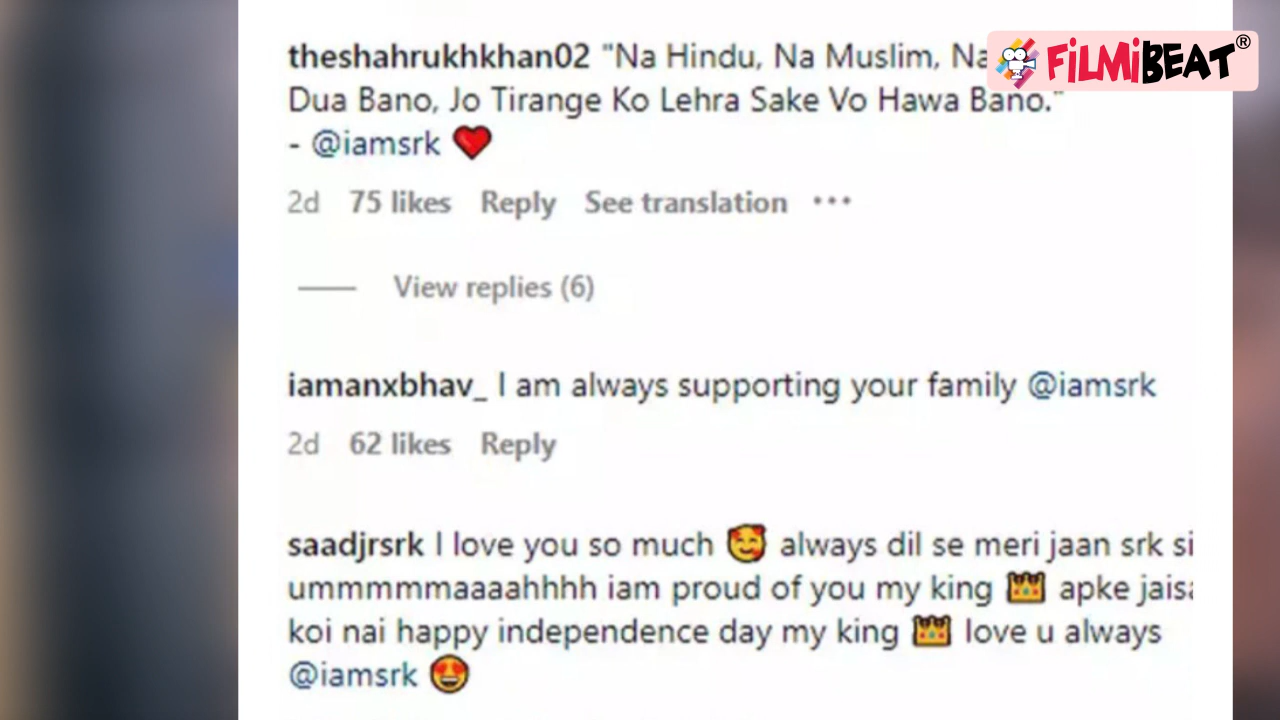 FiLMiBEAT®
theshahrukhkhan02 "Na Hindu, Na Muslim, Na
Dua Bano, Jo Tirange Ko Lehra Sake Vo Hawa Bano."
- @iamsrk ❤️
2d 75 likes Reply See translation •••
View replies (6)
iamanxbhav_ I am always supporting your family @iamsrk
2d 62 likes Reply
saadjrsrk I love you so much 🥰 always dil se meri jaan srk si
ummmmmaaaahhhh iam proud of you my king 👑 apke jaisa
koi nai happy independence day my king 👑 love u always
@iamsrk 😍